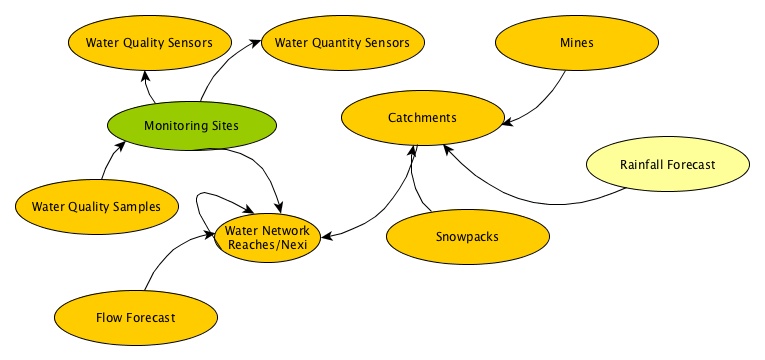 Water Quality Sensors
Water Quantity Sensors
Mines
Monitoring Sites
Catchments
Rainfall Forecast
Water Quality Samples
Water Network
Reaches/Nexi
Snowpacks
Flow Forecast